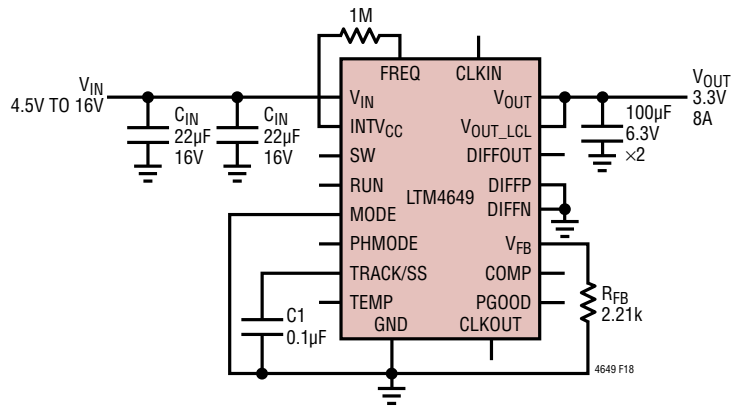 1M
FREQ
CLKIN
VIN
4.5V TO 16V
CIN
22µF
16V
CIN
22µF
16V
VIN
INTVCC
SW
RUN
MODE
PHMODE
TRACK/SS
TEMP
GND
LTM4649
VOUT
VOUT_LCL
DIFFOUT
DIFFP
DIFFN
VFB
COMP
PGOOD
CLKOUT
VOUT
3.3V
8A
100µF
6.3V
×2
C1
0.1µF
RFB
2.21k
4649 F18